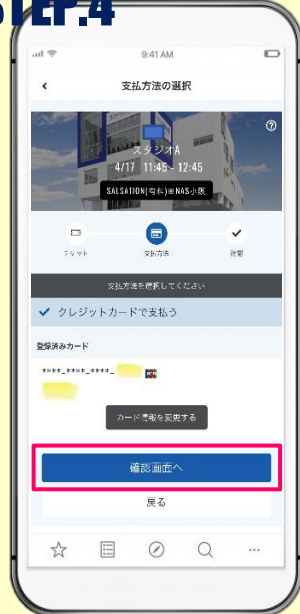 STEP.4
9:41 AM
支払方法の選択
スタジオA
4/17 11:45 - 12:45
SALSATION(有料)※NAS小阪
チケット
支払方法
確認
支払方法を選択してください
クレジットカードで支払う
登録済みカード
****_****_****_
カード情報を変更する
確認画面へ
戻る